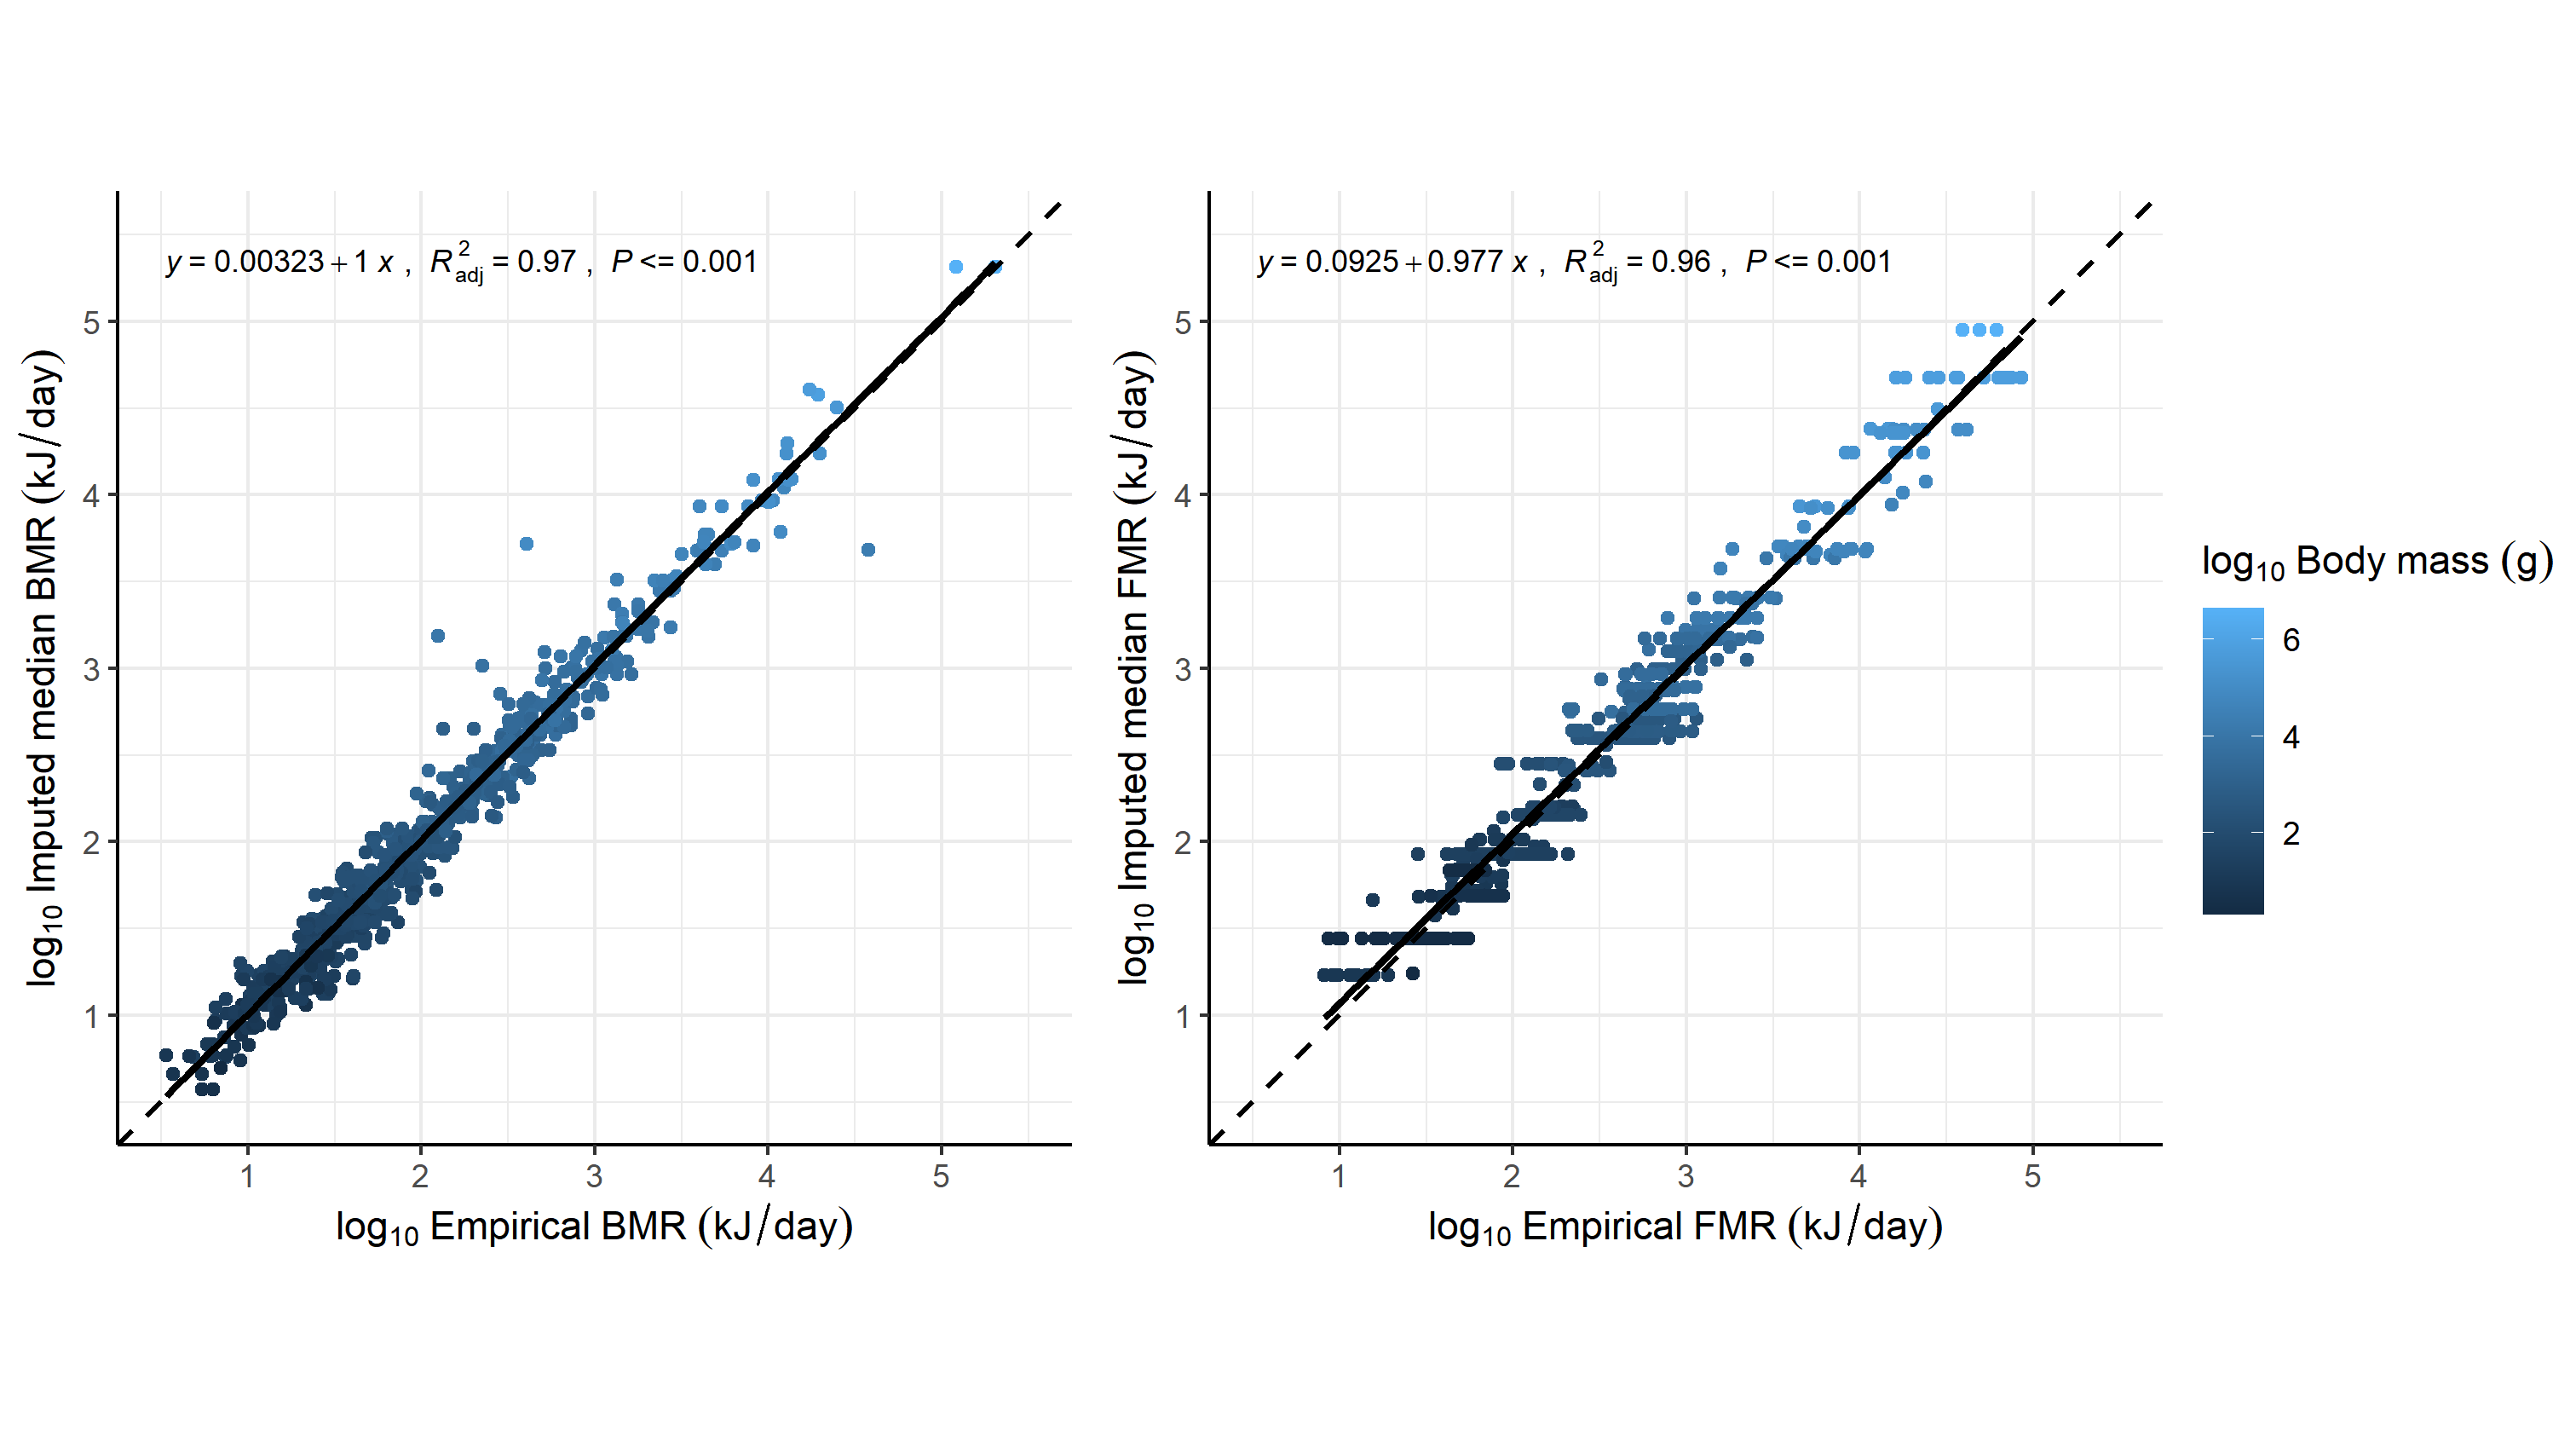 y = 0.00323 + 1 x , R²adj = 0.97 , P <= 0.001
5
4
3
2
1
1 2 3 4 5
log10 Imputed median BMR (kJ/day)
log10 Empirical BMR (kJ/day)
y = 0.0925 + 0.977 x , R²adj = 0.96 , P <= 0.001
5
4
3
2
1
1 2 3 4 5
log10 Imputed median FMR (kJ/day)
log10 Empirical FMR (kJ/day)
log10 Body mass (g)
6
4
2